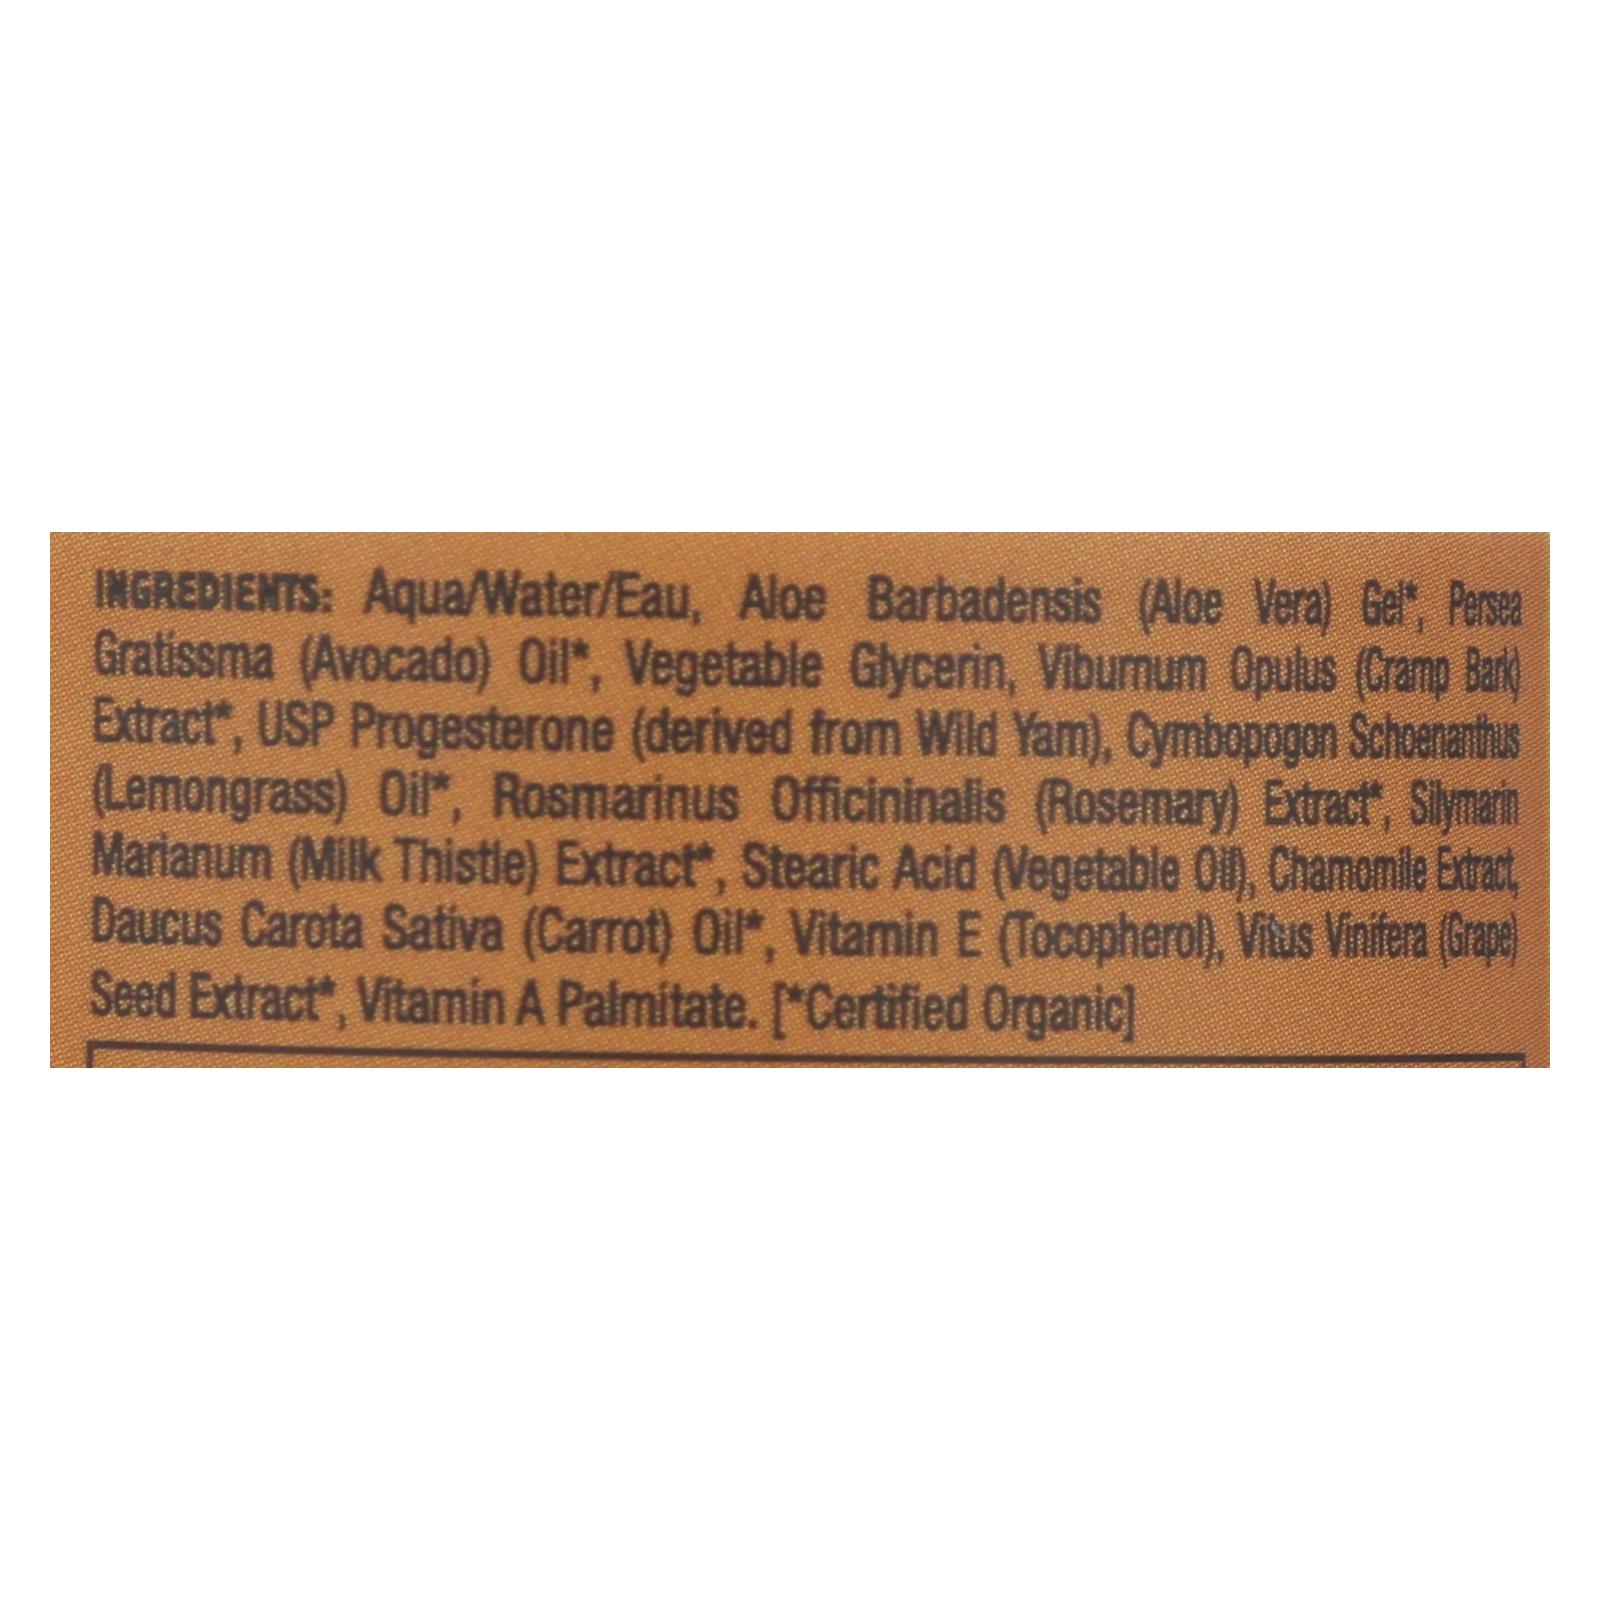 INGREDIENTS: Aqua/Water/Eau, Aloe Barbadensis (Aloe Vera) Gel*, Persea
Gratissma (Avocado) Oil*, Vegetable Glycerin, Viburnum Opulus (Cramp Bark)
Extract*, USP Progesterone (derived from Wild Yam), Cymbopogon Schoenanthus
(Lemongrass) Oil*, Rosmarinus Officininalis (Rosemary) Extract*, Silymarin
Marianum (Milk Thistle) Extract*, Stearic Acid (Vegetable Oil), Chamomile Extract,
Daucus Carota Sativa (Carrot) Oil*, Vitamin E (Tocopherol), Vitus Vinifera (Grape)
Seed Extract*, Vitamin A Palmitate. [*Certified Organic]